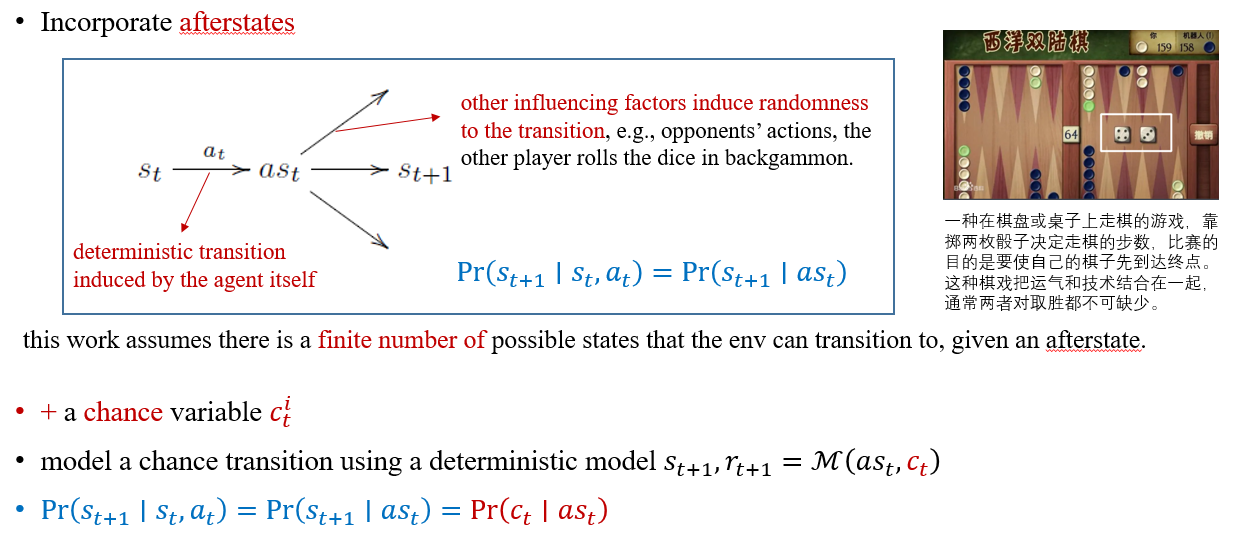 • Incorporate afterstates
other influencing factors induce randomness
to the transition, e.g., opponents' actions, the
other player rolls the dice in backgammon.
s_t a_t as_t s_{t+1}
deterministic transition
induced by the agent itself
Pr(s_{t+1} | s_t, a_t) = Pr(s_{t+1} | as_t)
西洋双陆棋
你 机器人(1)
159 158
64
撤销
一种在棋盘或桌子上走棋的游戏，靠
掷两枚骰子决定走棋的步数，比赛的
目的是要使自己的棋子先到达终点。
这种棋戏把运气和技术结合在一起，
通常两者对取胜都不可缺少。
this work assumes there is a finite number of possible states that the env can transition to, given an afterstate.
• + a chance variable c_t^i
• model a chance transition using a deterministic model s_{t+1}, r_{t+1} = ℳ(as_t, c_t)
• Pr(s_{t+1} | s_t, a_t) = Pr(s_{t+1} | as_t) = Pr(c_t | as_t)